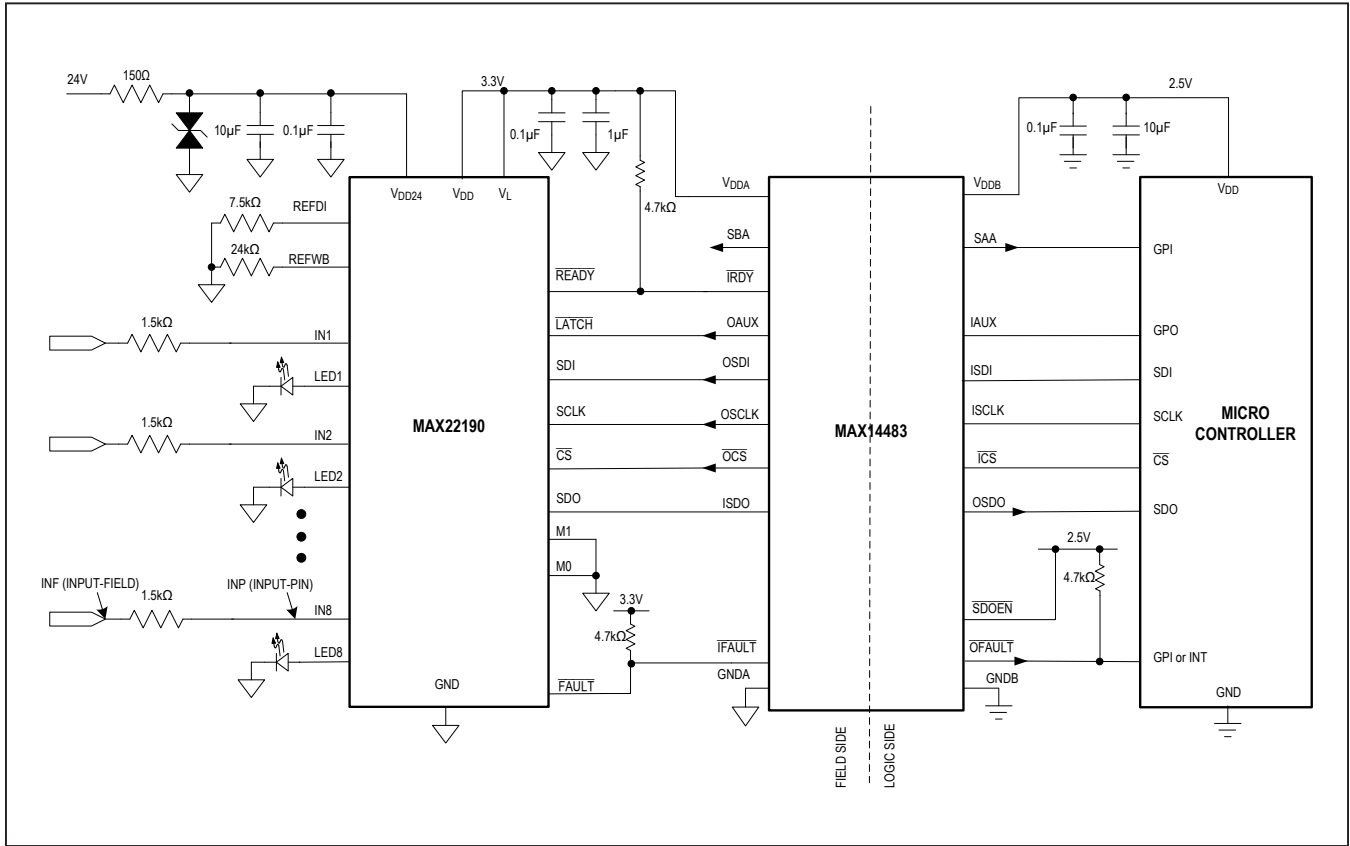 24V
150Ω
10µF
0.1µF
3.3V
0.1µF
1µF
4.7kΩ
2.5V
0.1µF
10µF
7.5kΩ
REFDI
24kΩ
REFWB
1.5kΩ
IN1
LED1
1.5kΩ
IN2
LED2
INF (INPUT-FIELD)
1.5kΩ
INP (INPUT-PIN)
IN8
LED8
VDD24
VDD
VL
MAX22190
GND
READY
LATCH
SDI
SCLK
CS
SDO
M1
M0
3.3V
4.7kΩ
FAULT
VDDA
SBA
IRDY
OAUX
OSDI
OSCLK
OCS
ISDO
IFAULT
GNDA
MAX14483
FIELD SIDE
LOGIC SIDE
VDDB
SAA
IAUX
ISDI
ISCLK
ICS
OSDO
2.5V
4.7kΩ
SDOEN
OFAULT
GNDB
VDD
GPI
GPO
SDI
SCLK
CS
SDO
MICRO
CONTROLLER
GPI or INT
GND